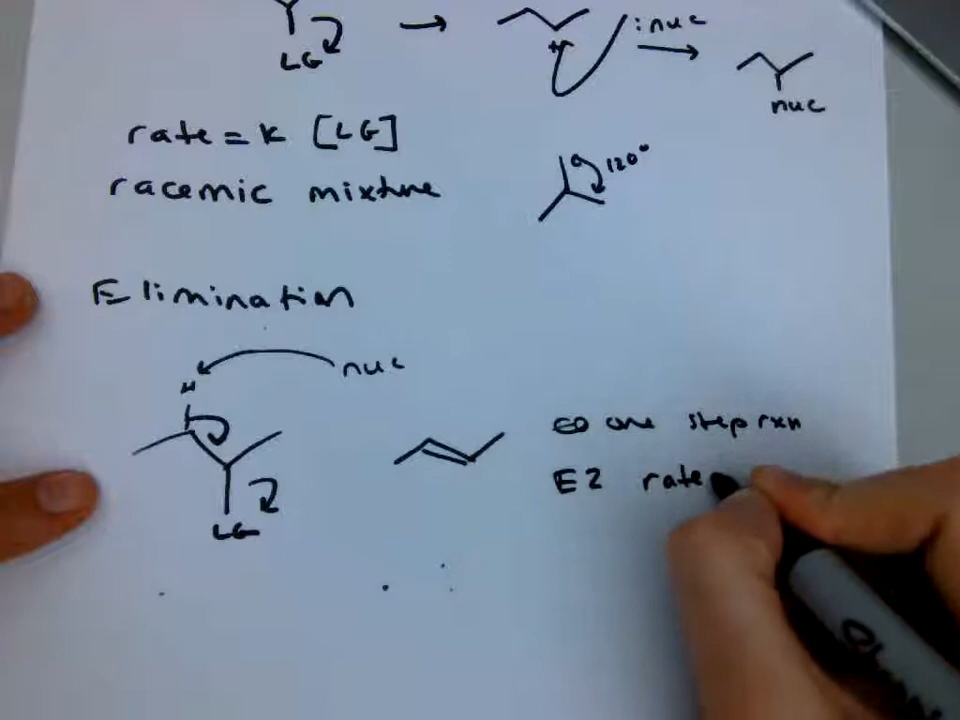 LG
:nuc
nuc
rate = k [LG]
racemic mixture
120°
Elimination
nuc
H
LG
one step rxn
E2 rate